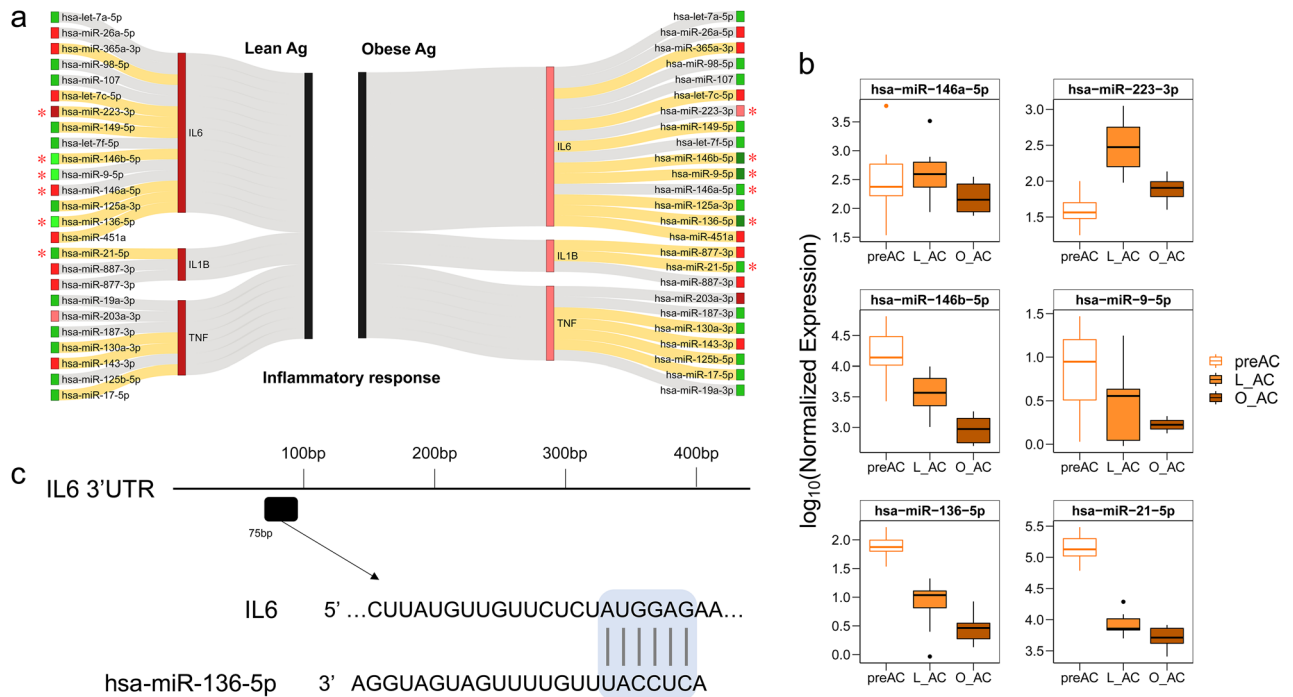 a
Lean Ag
Obese Ag
hsa-let-7a-5p
hsa-miR-26a-5p
hsa-miR-365a-3p
hsa-miR-98-5p
hsa-miR-107
hsa-let-7c-5p
* hsa-miR-223-3p
hsa-miR-149-5p
hsa-let-7f-5p
* hsa-miR-146b-5p
* hsa-miR-9-5p
* hsa-miR-146a-5p
hsa-miR-125a-3p
* hsa-miR-136-5p
hsa-miR-451a
* hsa-miR-21-5p
hsa-miR-887-3p
hsa-miR-877-3p
hsa-miR-19a-3p
hsa-miR-203a-3p
hsa-miR-187-3p
hsa-miR-130a-3p
hsa-miR-143-3p
hsa-miR-125b-5p
hsa-miR-17-5p
IL6
IL1B
TNF
Inflammatory response
IL6
IL1B
TNF
hsa-let-7a-5p
hsa-miR-26a-5p
hsa-miR-365a-3p
hsa-miR-98-5p
hsa-miR-107
hsa-let-7c-5p
hsa-miR-223-3p *
hsa-miR-149-5p
hsa-let-7f-5p
hsa-miR-146b-5p *
hsa-miR-9-5p *
hsa-miR-146a-5p *
hsa-miR-125a-3p
hsa-miR-136-5p *
hsa-miR-451a
hsa-miR-877-3p
hsa-miR-21-5p *
hsa-miR-887-3p
hsa-miR-203a-3p
hsa-miR-187-3p
hsa-miR-130a-3p
hsa-miR-143-3p
hsa-miR-125b-5p
hsa-miR-17-5p
hsa-miR-19a-3p
b
log10(Normalized Expression)
hsa-miR-146a-5p
3.5
3.0
2.5
2.0
1.5
preAC L_AC O_AC
hsa-miR-223-3p
3.0
2.5
2.0
1.5
preAC L_AC O_AC
hsa-miR-146b-5p
4.5
4.0
3.5
3.0
preAC L_AC O_AC
hsa-miR-9-5p
1.5
1.0
0.5
0.0
preAC L_AC O_AC
hsa-miR-136-5p
2.0
1.5
1.0
0.5
0.0
preAC L_AC O_AC
hsa-miR-21-5p
5.5
5.0
4.5
4.0
3.5
preAC L_AC O_AC
preAC
L_AC
O_AC
c
100bp 200bp 300bp 400bp
IL6 3'UTR
75bp
IL6 5' ...CUUAUGUUGUUCUCUAUGGAGAA...
hsa-miR-136-5p 3' AGGUAGUAGUUUUGUUUACCUCA